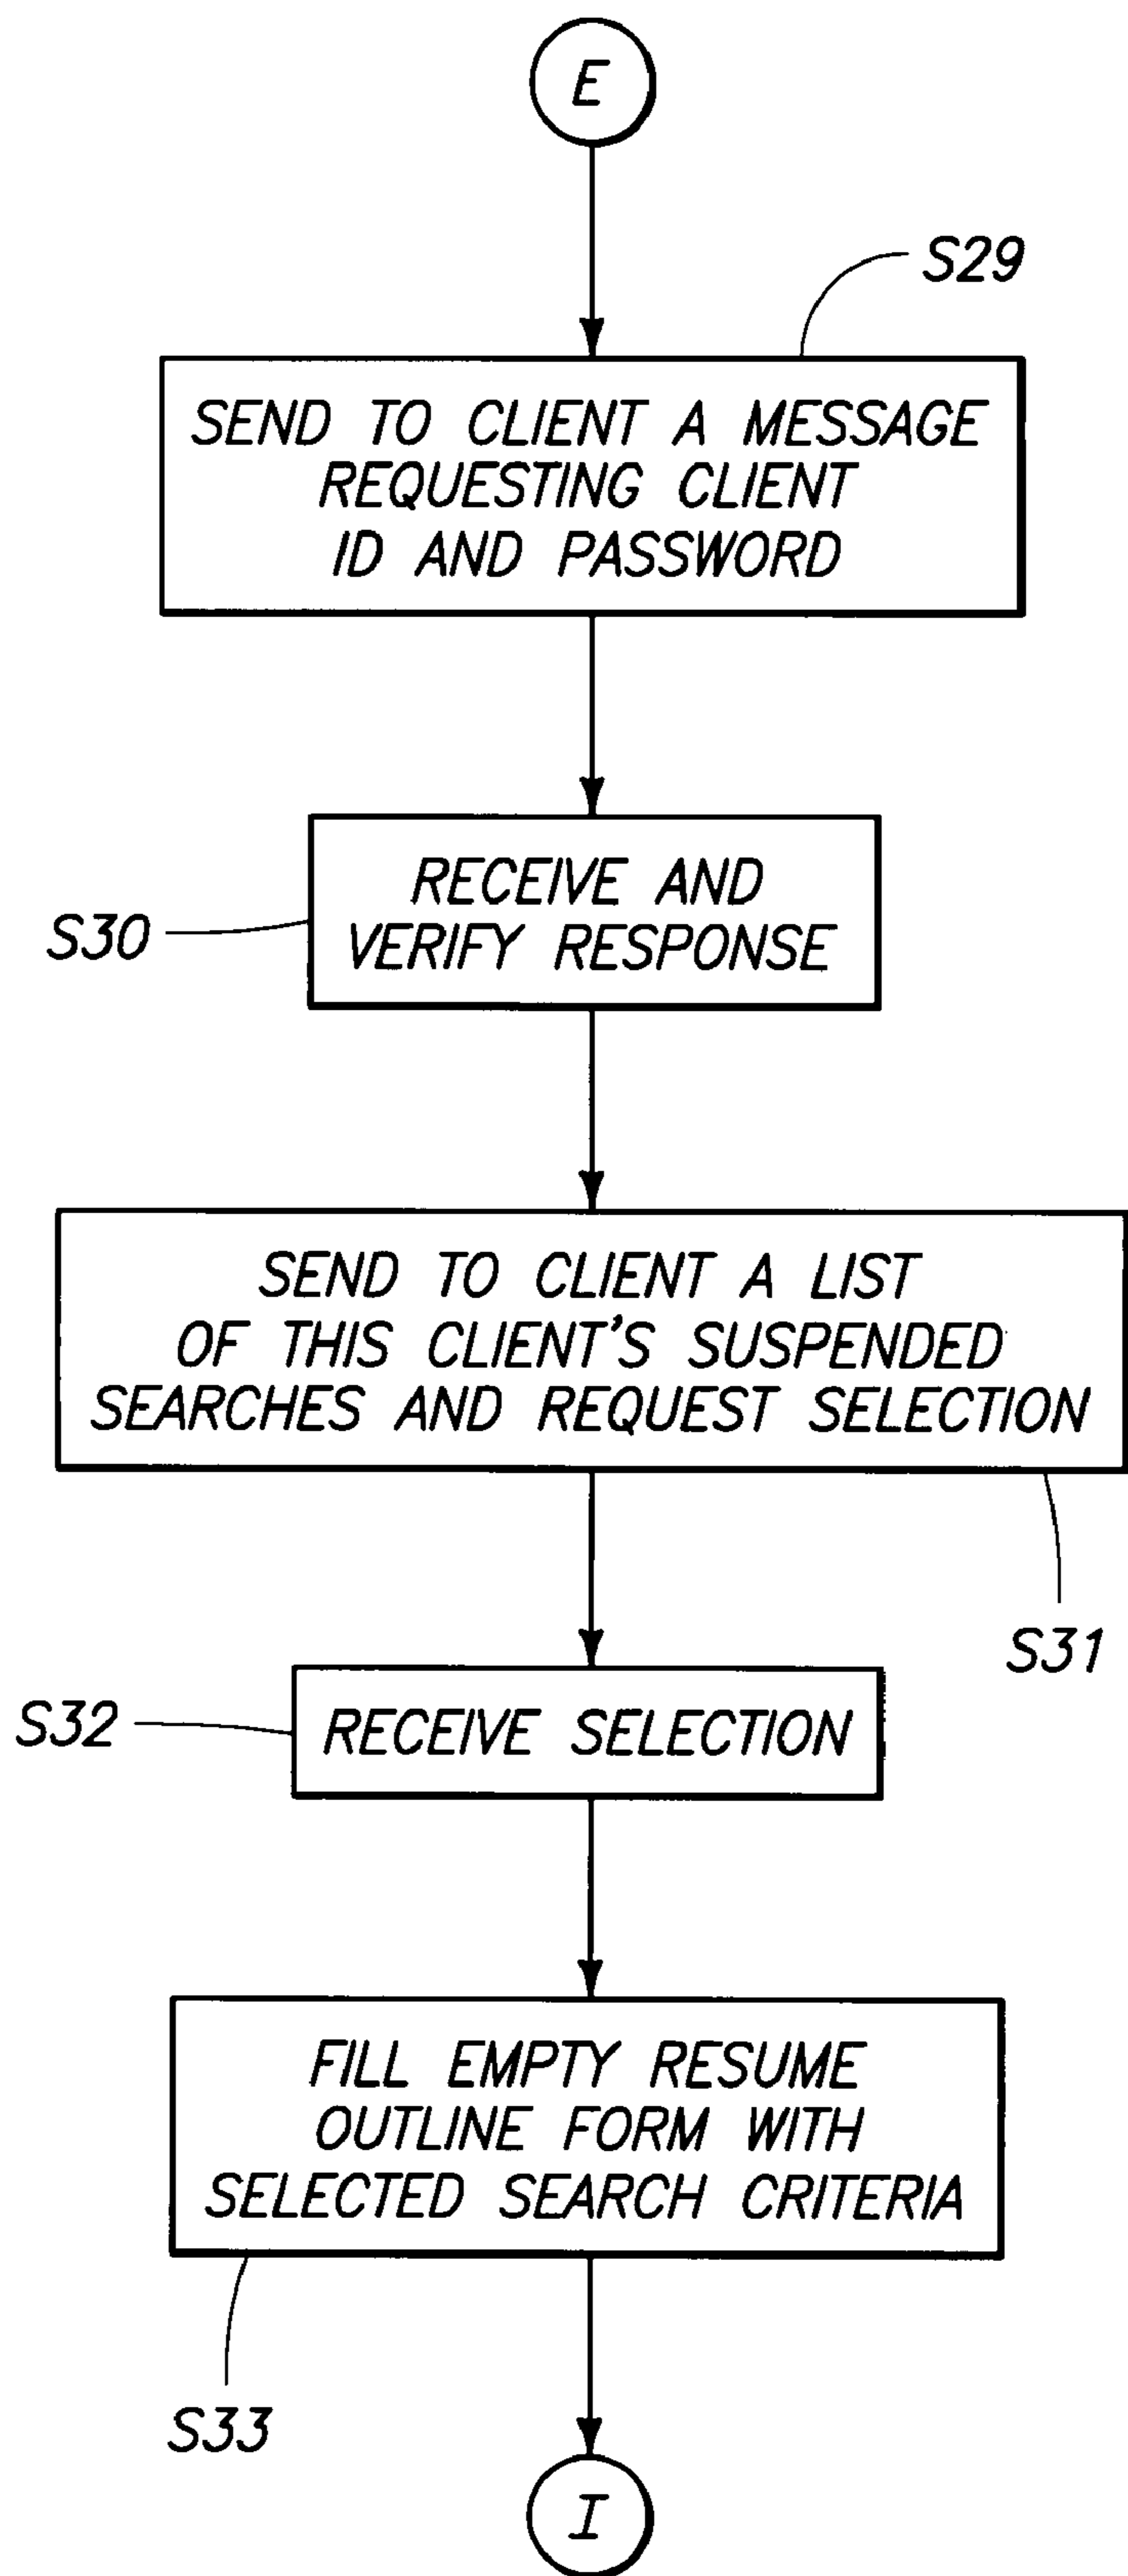 E
S29
SEND TO CLIENT A MESSAGE
REQUESTING CLIENT
ID AND PASSWORD
S30
RECEIVE AND
VERIFY RESPONSE
SEND TO CLIENT A LIST
OF THIS CLIENT'S SUSPENDED
SEARCHES AND REQUEST SELECTION
S31
S32
RECEIVE SELECTION
FILL EMPTY RESUME
OUTLINE FORM WITH
SELECTED SEARCH CRITERIA
S33
I